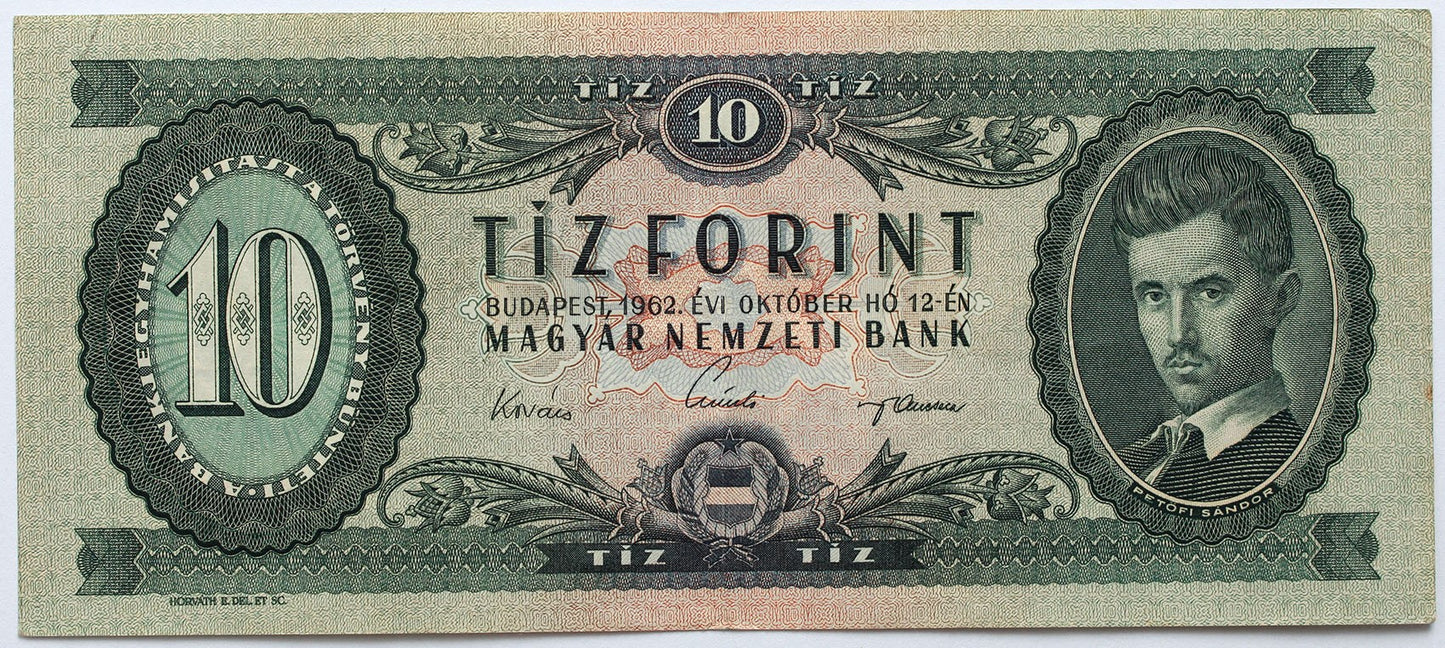 TÍZ 10 TÍZ
A BANKJEGYHAMISÍTÁST A TÖRVÉNY BÜNTETI
10
TÍZ FORINT
BUDAPEST, 1962. ÉVI OKTÓBER HÓ 12-ÉN
MAGYAR NEMZETI BANK
Kovács
PETŐFI SÁNDOR
TÍZ TÍZ
HORVÁTH E. DEL. ET SC.